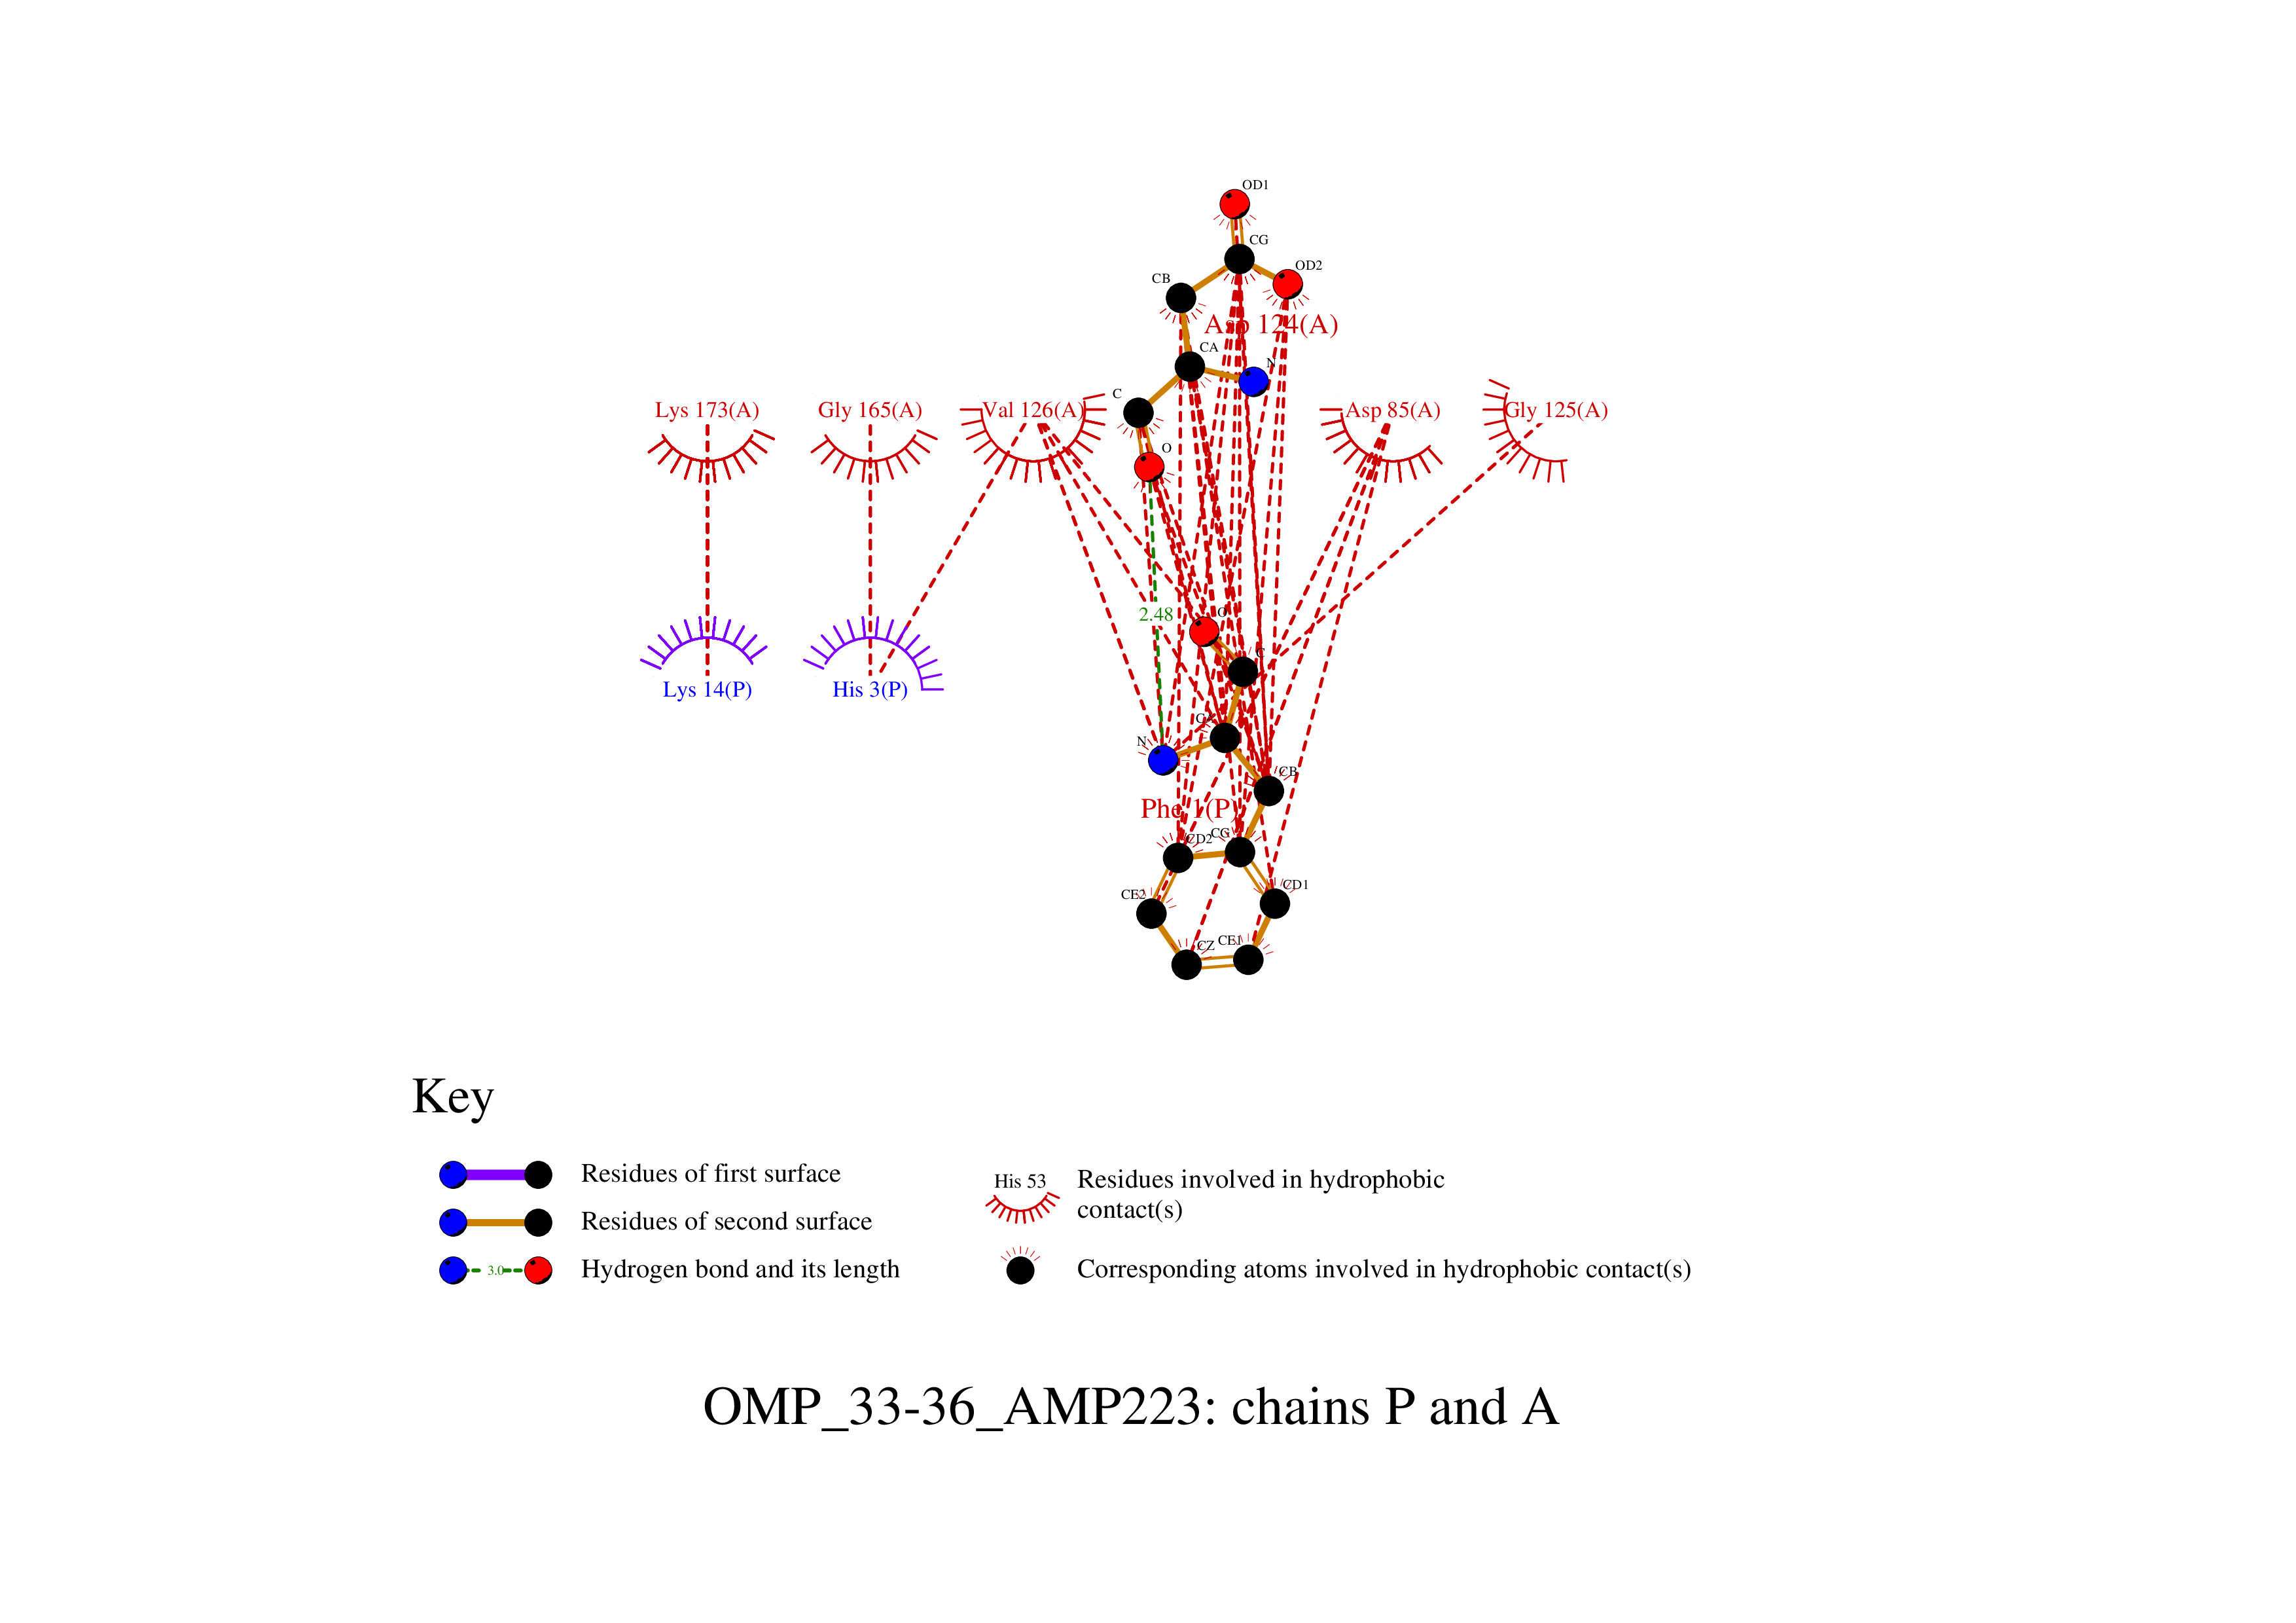 OD1
CG
OD2
CB
Asp 124(A)
CA
N
C
Lys 173(A)
Gly 165(A)
Val 126(A)
Asp 85(A)
Gly 125(A)
O
2.48
O
C
Lys 14(P)
His 3(P)
CA
N
CB
Phe 1(P)
CD2
CG
CD1
CE2
CZ
CE1
Key
Residues of first surface
Residues of second surface
3.0
Hydrogen bond and its length
His 53
Residues involved in hydrophobic
contact(s)
Corresponding atoms involved in hydrophobic contact(s)
OMP_33-36_AMP223: chains P and A